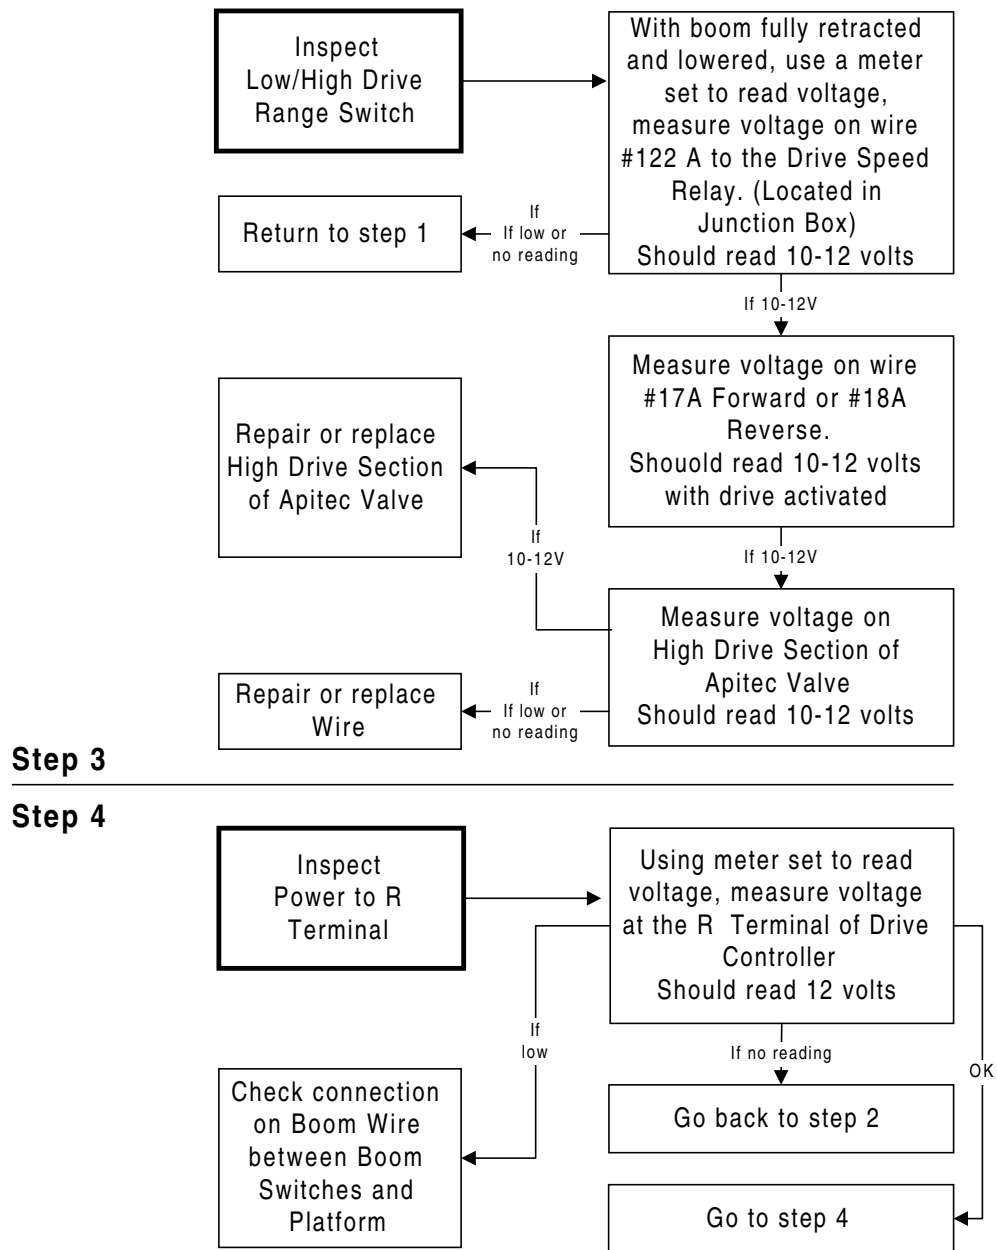 Inspect
Low/High Drive
Range Switch
With boom fully retracted
and lowered, use a meter
set to read voltage,
measure voltage on wire
#122 A to the Drive Speed
Relay. (Located in
Junction Box)
Should read 10-12 volts
If
If low or
no reading
Return to step 1
If 10-12V
Measure voltage on wire
#17A Forward or #18A
Reverse.
Shouold read 10-12 volts
with drive activated
Repair or replace
High Drive Section
of Apitec Valve
If
10-12V
If 10-12V
Measure voltage on
High Drive Section of
Apitec Valve
Should read 10-12 volts
If
If low or
no reading
Repair or replace
Wire
Step 3
Step 4
Inspect
Power to R
Terminal
Using meter set to read
voltage, measure voltage
at the R Terminal of Drive
Controller
Should read 12 volts
If
low
If no reading
OK
Check connection
on Boom Wire
between Boom
Switches and
Platform
Go back to step 2
Go to step 4